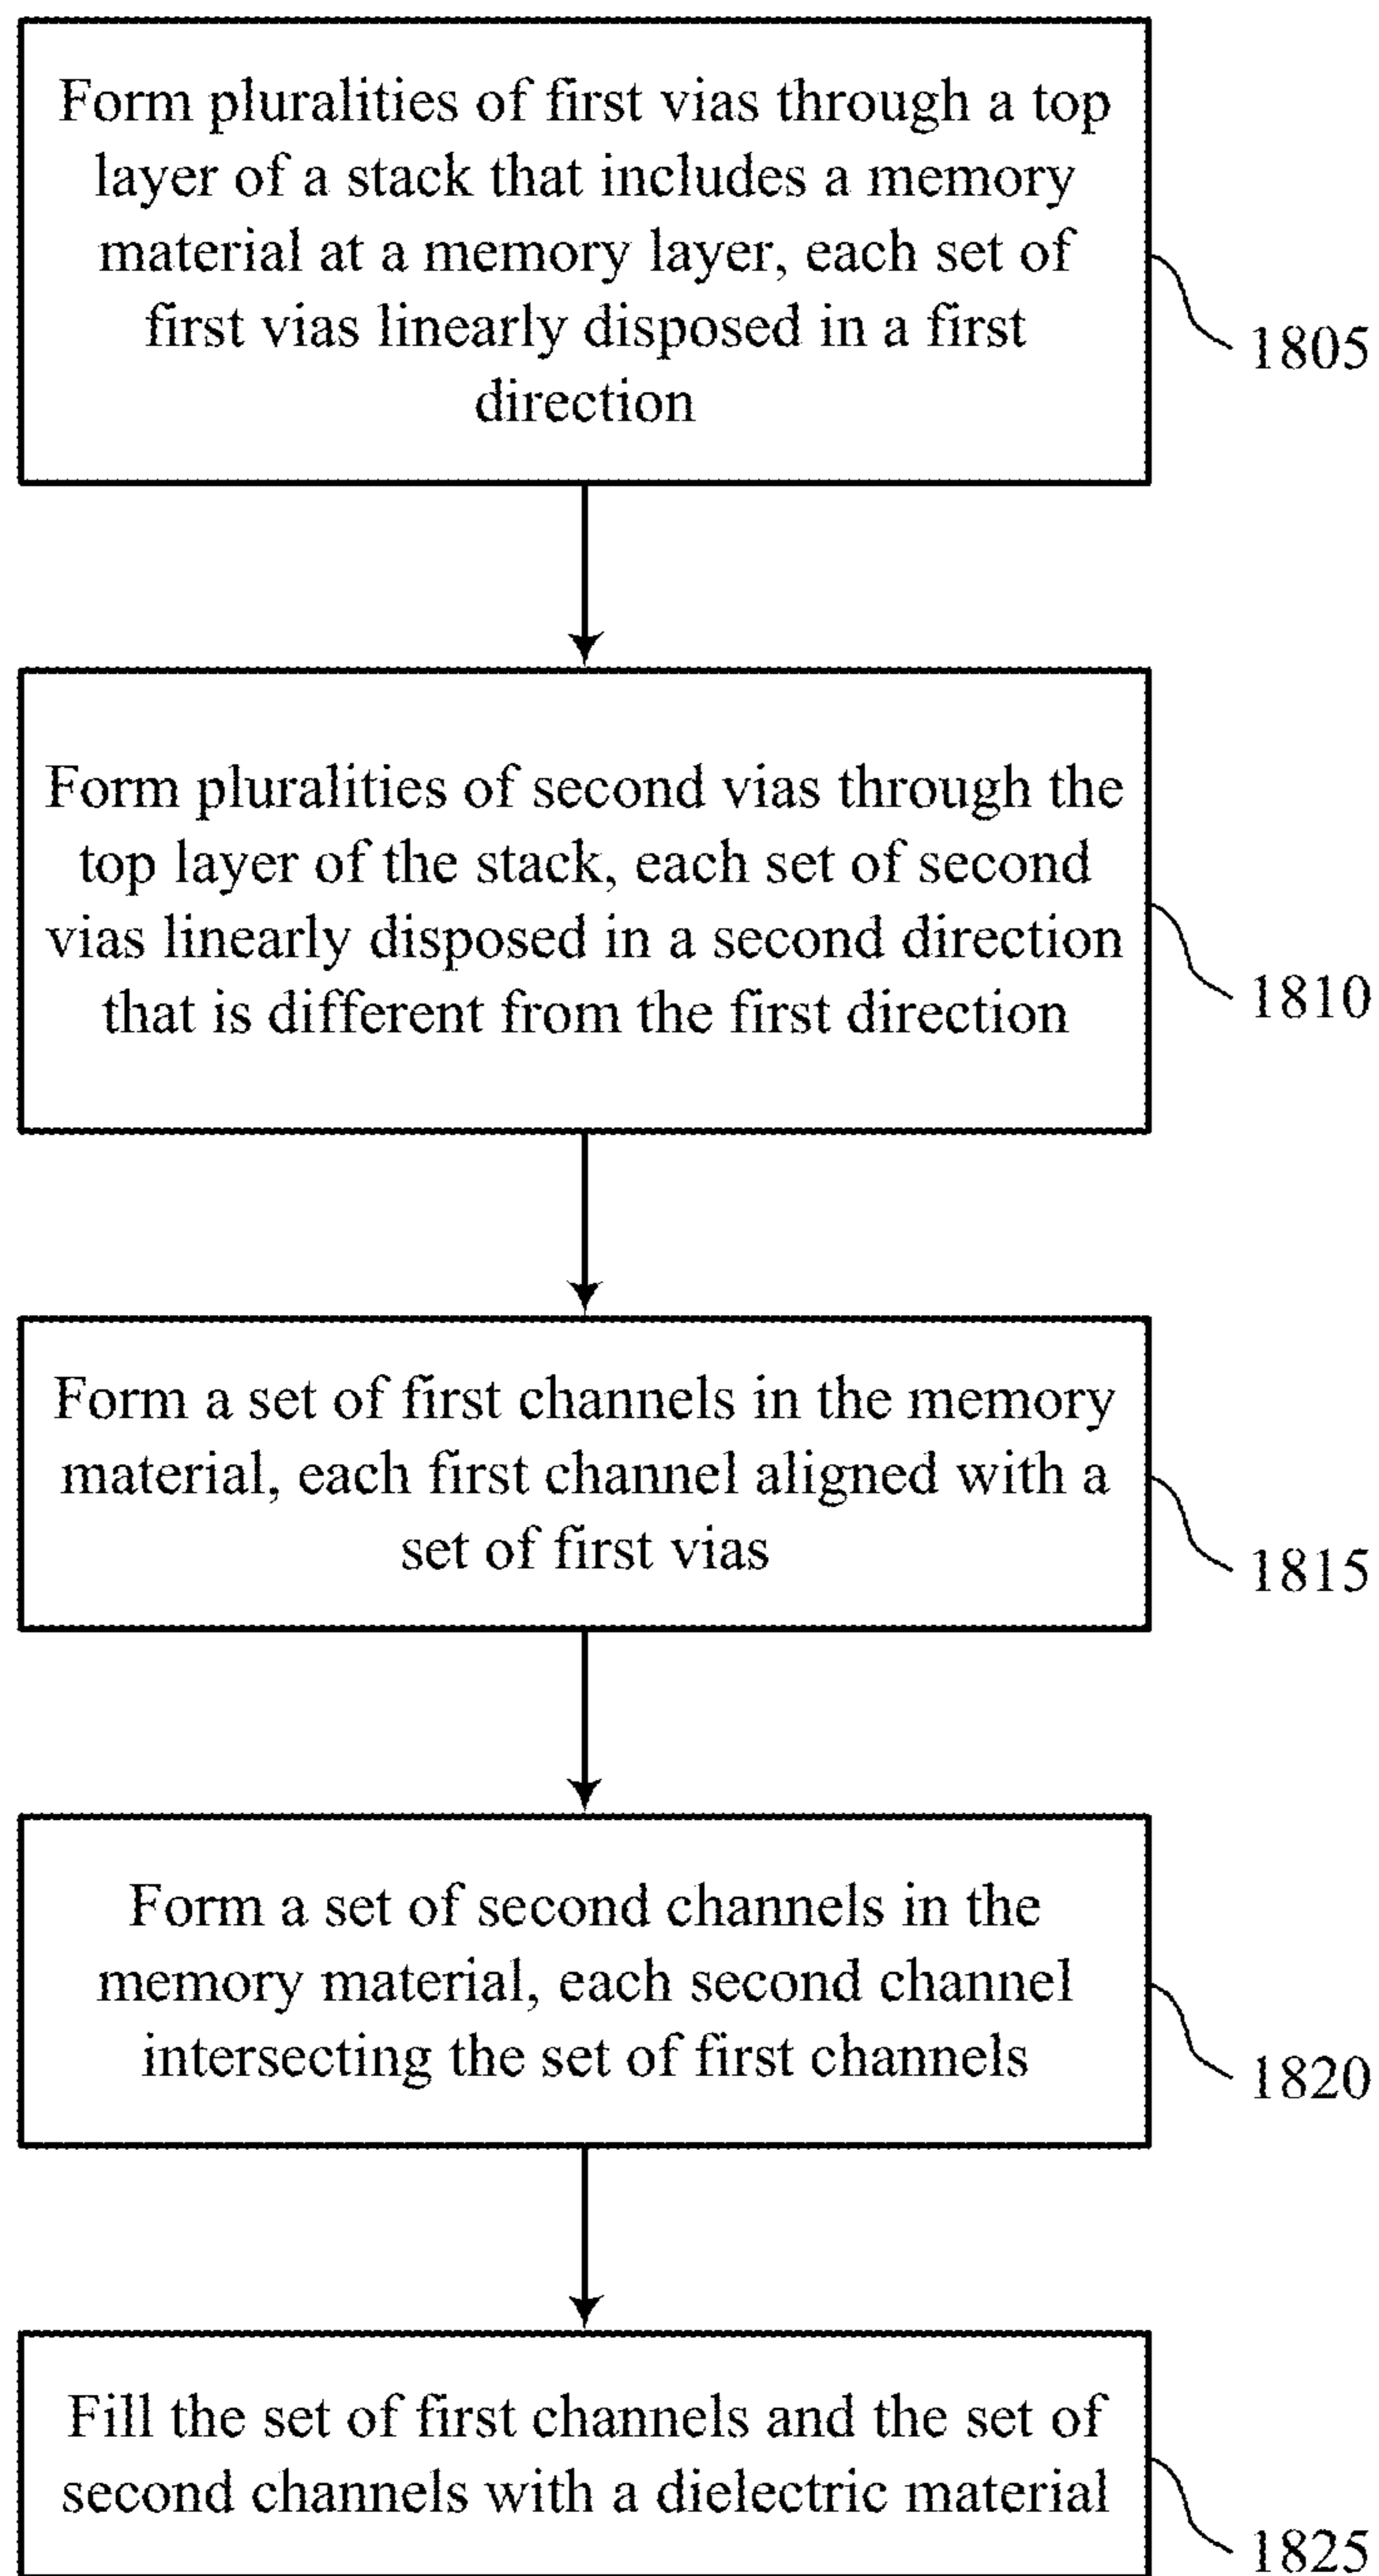 Form pluralities of first vias through a top
layer of a stack that includes a memory
material at a memory layer, each set of
first vias linearly disposed in a first
direction
1805
Form pluralities of second vias through the
top layer of the stack, each set of second
vias linearly disposed in a second direction
that is different from the first direction
1810
Form a set of first channels in the memory
material, each first channel aligned with a
set of first vias
1815
Form a set of second channels in the
memory material, each second channel
intersecting the set of first channels
1820
Fill the set of first channels and the set of
second channels with a dielectric material
1825